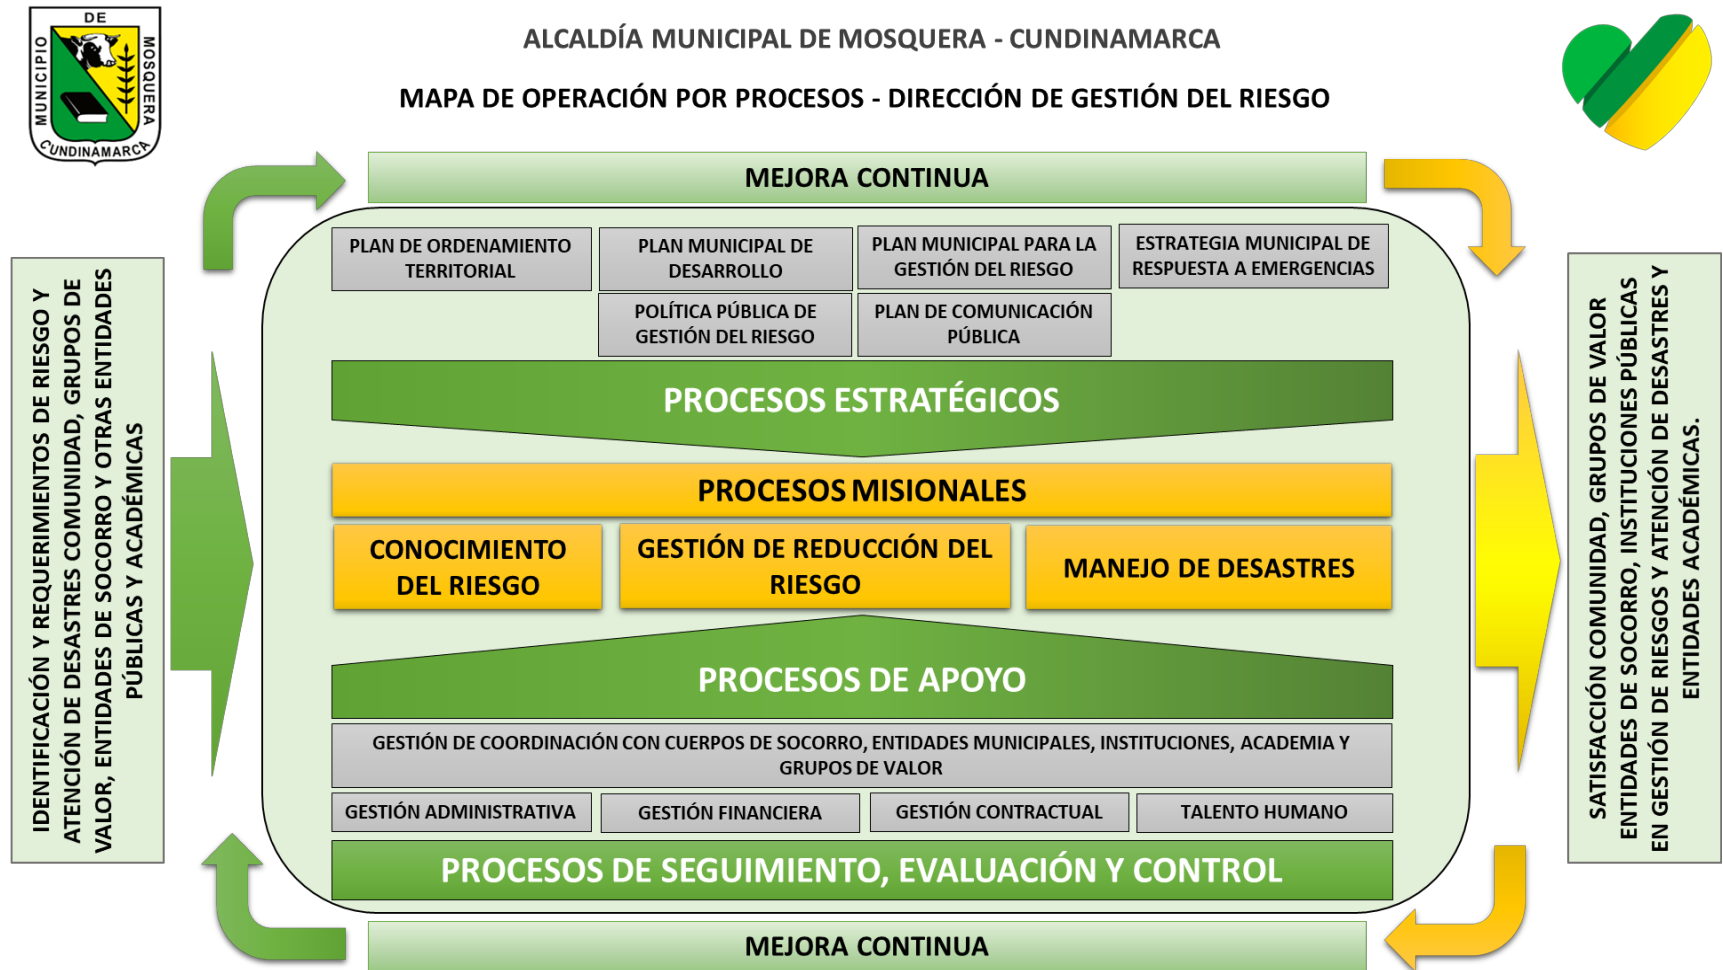 MUNICIPIO
DE
MOSQUERA
CUNDINAMARCA
ALCALDÍA MUNICIPAL DE MOSQUERA - CUNDINAMARCA
MAPA DE OPERACIÓN POR PROCESOS - DIRECCIÓN DE GESTIÓN DEL RIESGO
MEJORA CONTINUA
IDENTIFICACIÓN Y REQUERIMIENTOS DE RIESGO Y
ATENCIÓN DE DESASTRES COMUNIDAD, GRUPOS DE
VALOR, ENTIDADES DE SOCORRO Y OTRAS ENTIDADES
PÚBLICAS Y ACADÉMICAS
PLAN DE ORDENAMIENTO
TERRITORIAL
PLAN MUNICIPAL DE
DESARROLLO
PLAN MUNICIPAL PARA LA
GESTIÓN DEL RIESGO
ESTRATEGIA MUNICIPAL DE
RESPUESTA A EMERGENCIAS
POLÍTICA PÚBLICA DE
GESTIÓN DEL RIESGO
PLAN DE COMUNICACIÓN
PÚBLICA
PROCESOS ESTRATÉGICOS
PROCESOS MISIONALES
CONOCIMIENTO
DEL RIESGO
GESTIÓN DE REDUCCIÓN DEL
RIESGO
MANEJO DE DESASTRES
PROCESOS DE APOYO
GESTIÓN DE COORDINACIÓN CON CUERPOS DE SOCORRO, ENTIDADES MUNICIPALES, INSTITUCIONES, ACADEMIA Y
GRUPOS DE VALOR
GESTIÓN ADMINISTRATIVA
GESTIÓN FINANCIERA
GESTIÓN CONTRACTUAL
TALENTO HUMANO
PROCESOS DE SEGUIMIENTO, EVALUACIÓN Y CONTROL
SATISFACCIÓN COMUNIDAD, GRUPOS DE VALOR
ENTIDADES DE SOCORRO, INSTITUCIONES PÚBLICAS
EN GESTIÓN DE RIESGOS Y ATENCIÓN DE DESASTRES Y
ENTIDADES ACADÉMICAS.
MEJORA CONTINUA